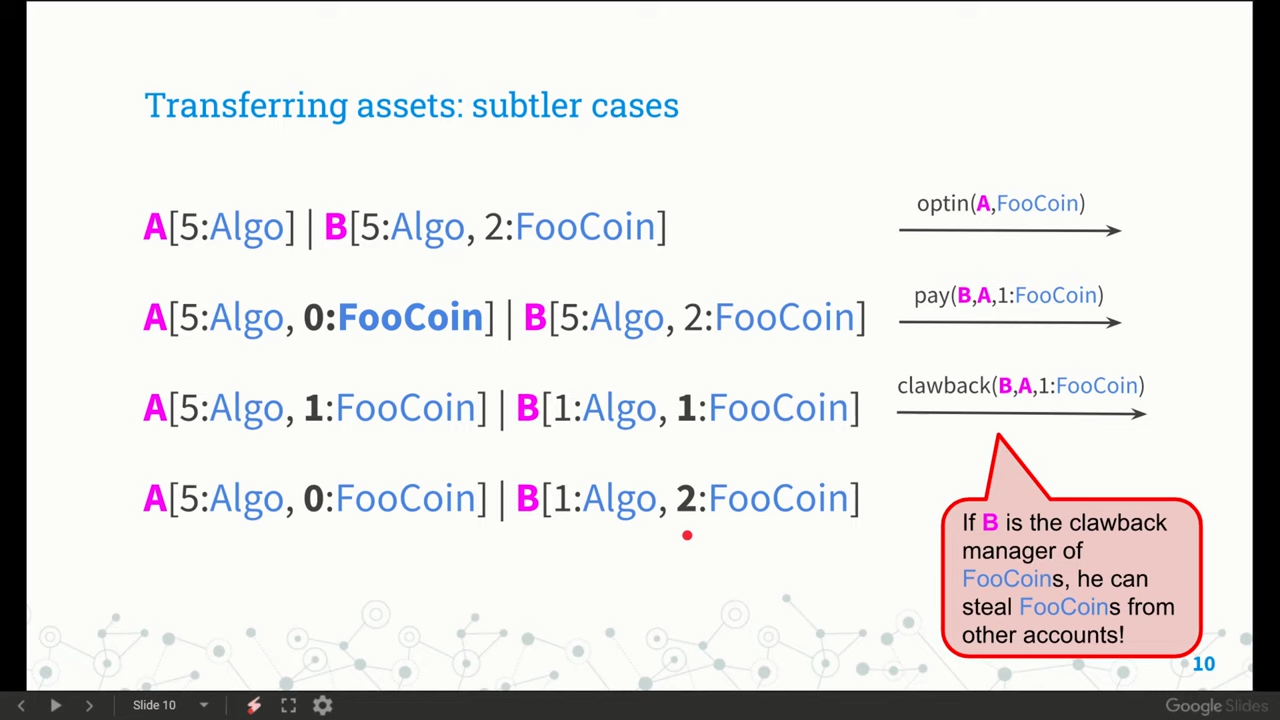 Transferring assets: subtler cases
A[5:Algo] | B[5:Algo, 2:FooCoin]
optin(A,FooCoin)
A[5:Algo, 0:FooCoin] | B[5:Algo, 2:FooCoin]
pay(B,A,1:FooCoin)
A[5:Algo, 1:FooCoin] | B[1:Algo, 1:FooCoin]
clawback(B,A,1:FooCoin)
A[5:Algo, 0:FooCoin] | B[1:Algo, 2:FooCoin]
If B is the clawback
manager of
FooCoins, he can
steal FooCoins from
other accounts!
10
Slide 10
Google Slides